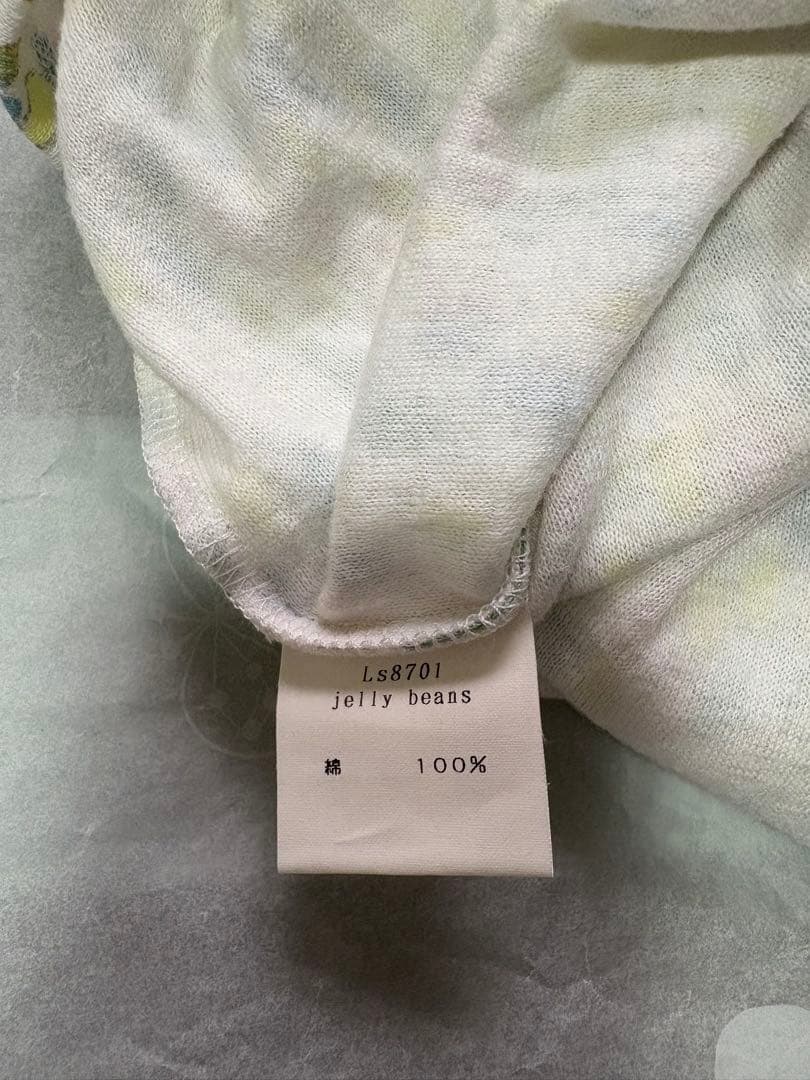 Ls8701
jelly beans
綿 100%